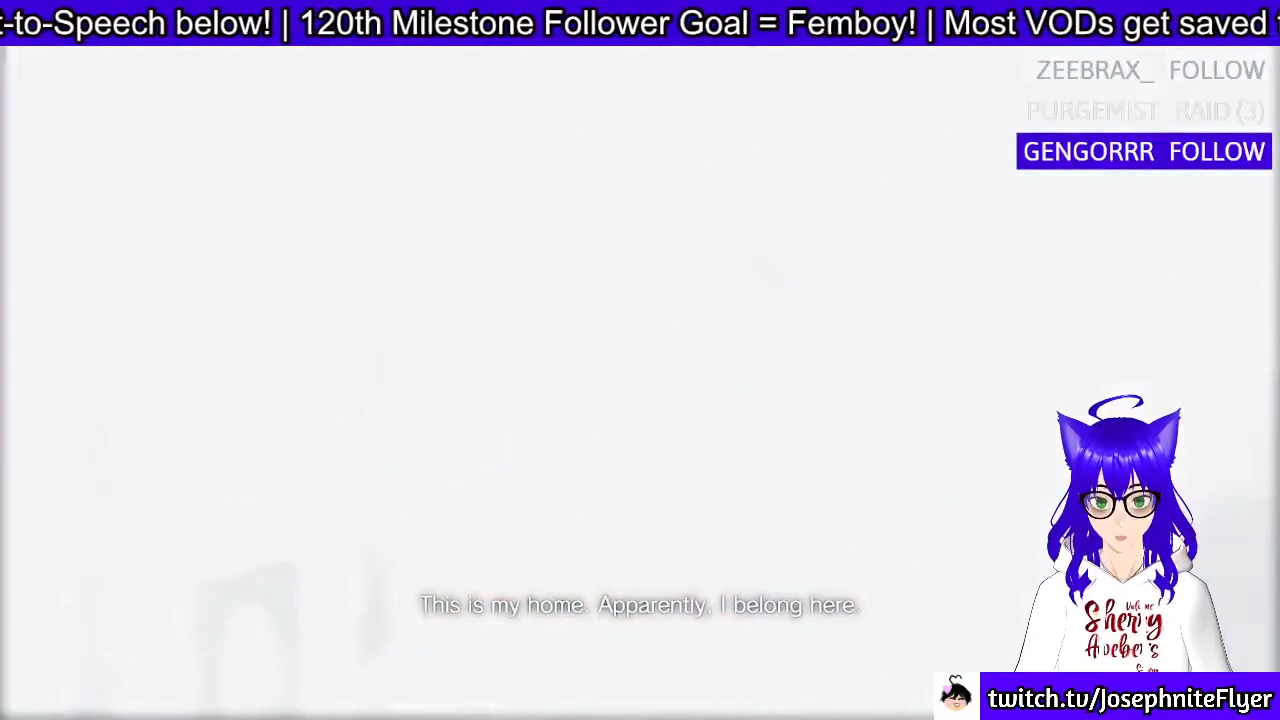 t-to-Speech below! | 120th Milestone Follower Goal = Femboy! | Most VODs get saved
ZEEBRAX_ FOLLOW
PURGEMIST RAID (3)
GENGORRR FOLLOW
This is my home. Apparently, I belong here.
Sherry
twitch.tv/JosephniteFlyer